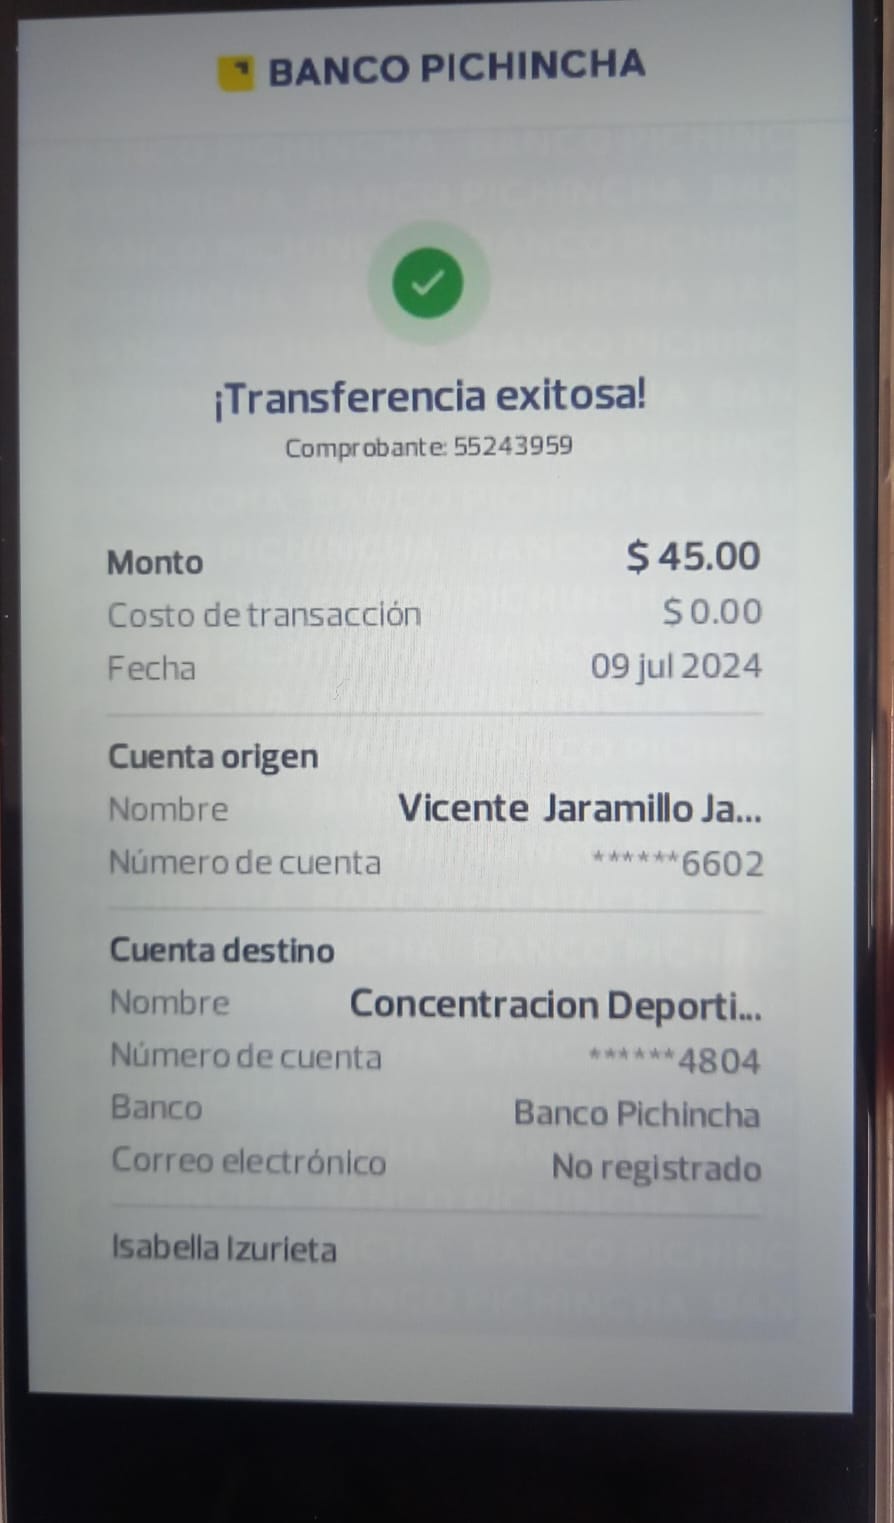 BANCO PICHINCHA
¡Transferencia exitosa!
Comprobante: 55243959
Monto $ 45.00
Costo de transacción $ 0.00
Fecha 09 jul 2024
Cuenta origen
Nombre Vicente Jaramillo Ja...
Número de cuenta ******6602
Cuenta destino
Nombre Concentracion Deporti...
Número de cuenta ******4804
Banco Banco Pichincha
Correo electrónico No registrado
Isabella Izurieta